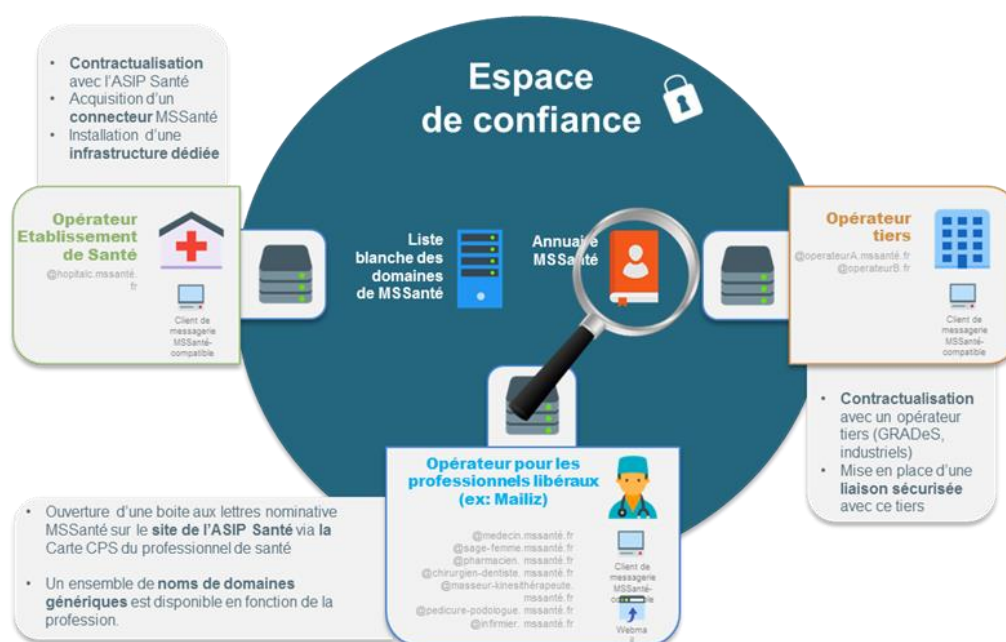 • Contractualisation
avec l'ASIP Santé
• Acquisition d'un
connecteur MSSanté
• Installation d'une
infrastructure dédiée
Espace
de confiance
Opérateur
Etablissement
de Santé
@hopitalc.mssanté.
fr
Client de
messagerie
MSSanté-
compatible
Liste
blanche des
domaines
de MSSanté
Annuaire
MSSanté
Opérateur
tiers
@operateurA.mssanté.fr
@operateurB.fr
Client de
messagerie
MSSanté-
compatible
• Contractualisation
avec un opérateur
tiers (GRADeS,
industriels)
• Mise en place d'une
liaison sécurisée
avec ce tiers
Opérateur pour les
professionnels libéraux
(ex: Mailiz)
@medecin.mssanté.fr
@sage-femme.mssanté.fr
@pharmacien. mssanté.fr
@chirurgien-dentiste. mssanté.fr
@masseur-kinesithérapeute.
mssanté.fr
@pedicure-podologue. mssanté.fr
@infirmier. mssanté.fr
Client de
messagerie
MSSanté-
compatible
Webma
il
• Ouverture d'une boite aux lettres nominative
MSSanté sur le site de l'ASIP Santé via la
Carte CPS du professionnel de santé
• Un ensemble de noms de domaines
génériques est disponible en fonction de la
profession.